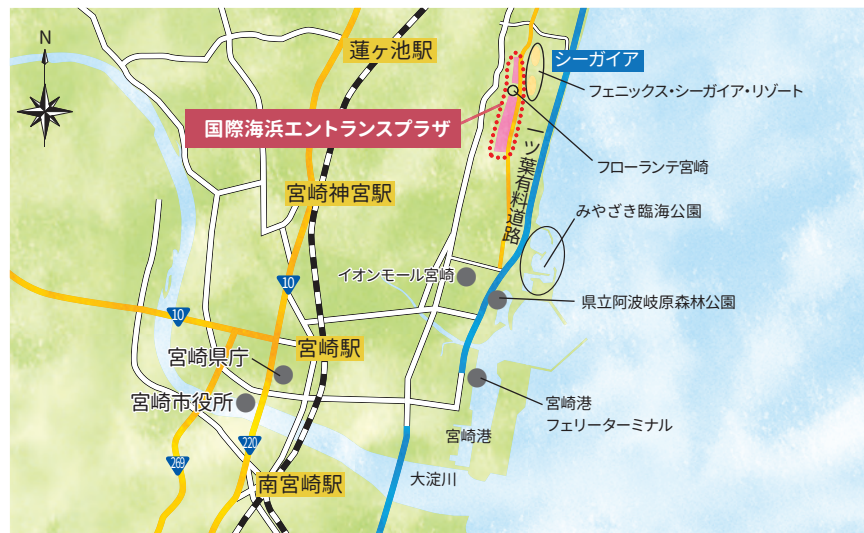 N
蓮ヶ池駅
シーガイア
フェニックス・シーガイア・リゾート
国際海浜エントランスプラザ
一ツ葉有料道路
フローランテ宮崎
宮崎神宮駅
みやざき臨海公園
イオンモール宮崎
10
県立阿波岐原森林公園
10
宮崎駅
宮崎県庁
宮崎市役所
宮崎港
フェリーターミナル
220
宮崎港
269
大淀川
南宮崎駅